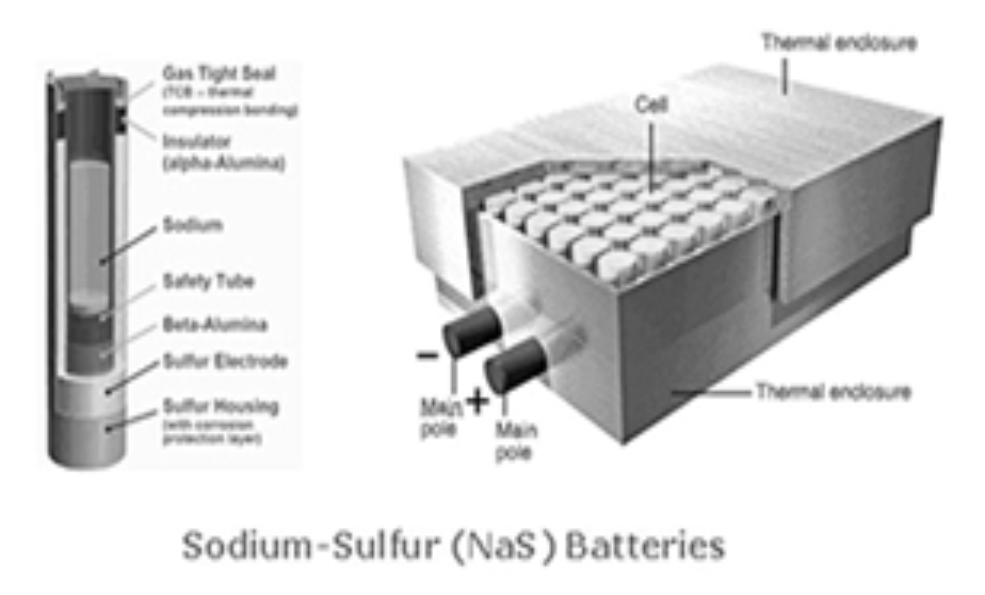 Gas Tight Seal
(TCB – thermal
compression bonding)
Insulator
(alpha-Alumina)
Sodium
Safety Tube
Beta-Alumina
Sulfur Electrode
Sulfur Housing
(with corrosion
protection layer)
Thermal enclosure
Cell
−
Main
pole
+
Main
pole
Thermal enclosure
Sodium-Sulfur (NaS) Batteries